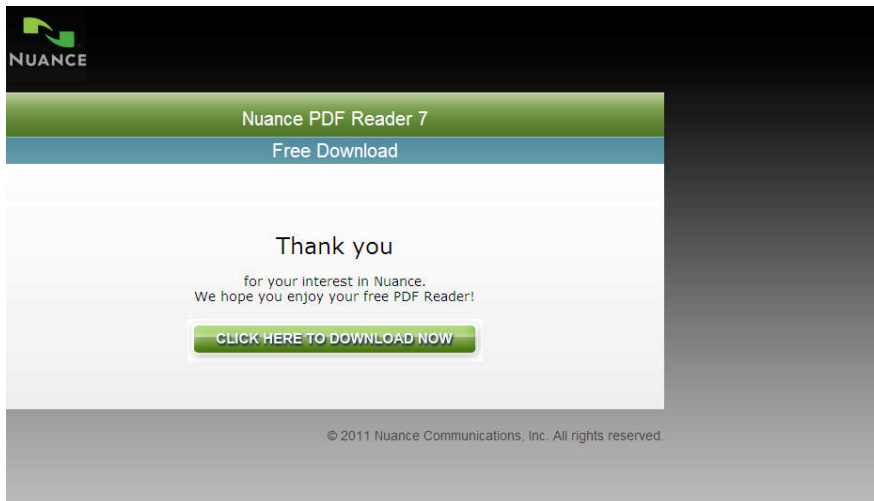 NUANCE
Nuance PDF Reader 7
Free Download
Thank you
for your interest in Nuance.
We hope you enjoy your free PDF Reader!
CLICK HERE TO DOWNLOAD NOW
© 2011 Nuance Communications, Inc. All rights reserved.